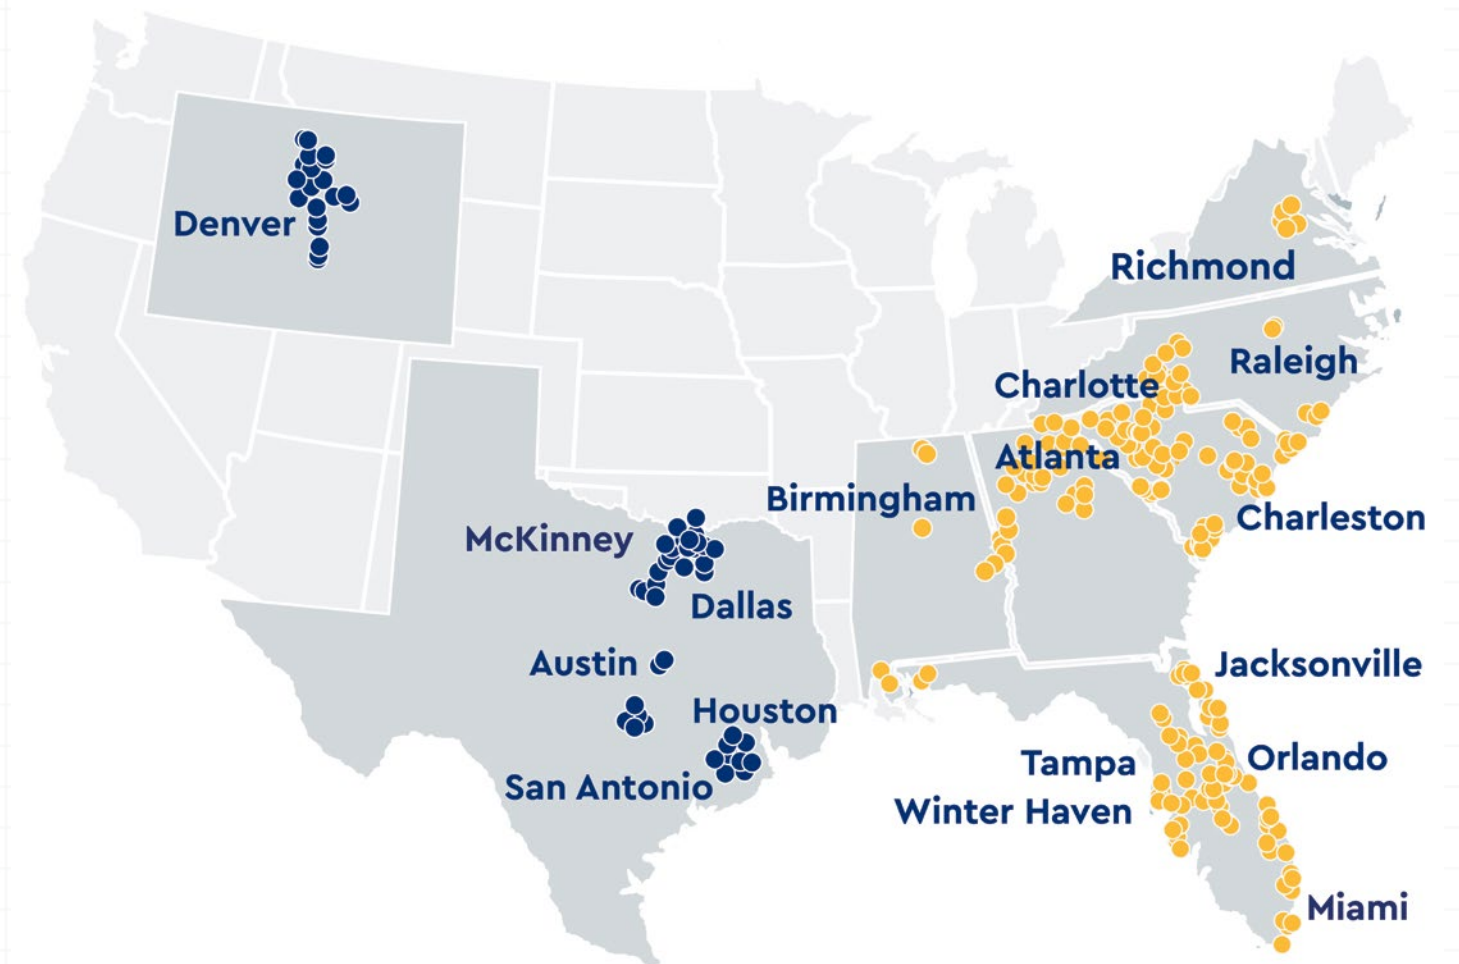 Denver
Richmond
Raleigh
Charlotte
Atlanta
Birmingham
Charleston
McKinney
Dallas
Austin
Jacksonville
Houston
Orlando
Tampa
San Antonio
Winter Haven
Miami